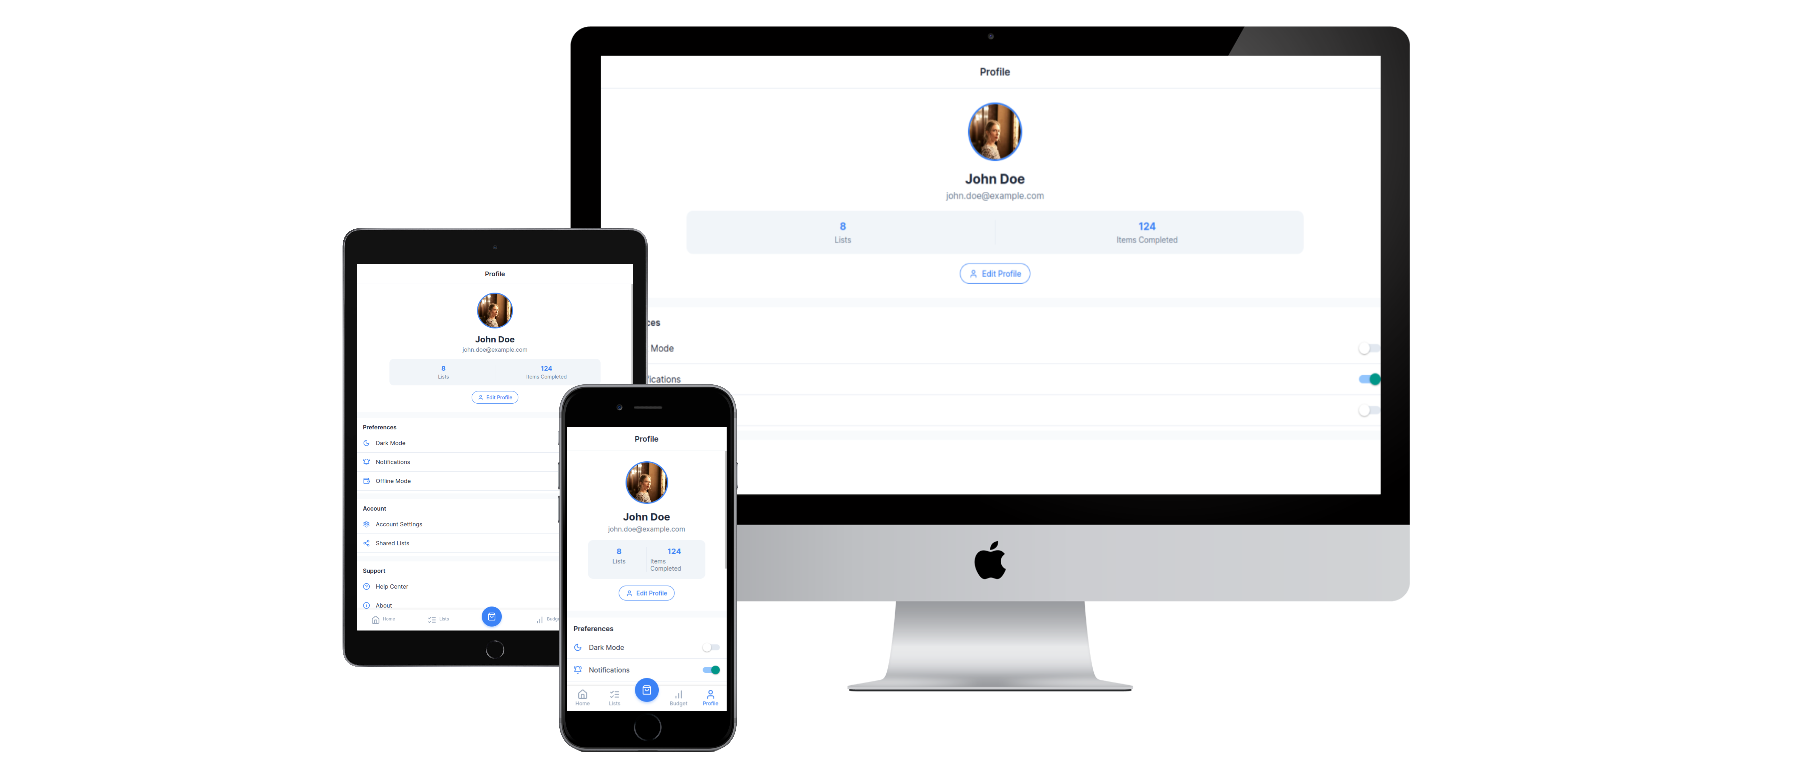 Profile
John Doe
john.doe@example.com
8
Lists
124
Items Completed
Edit Profile
ces
Mode
ifications
Profile
John Doe
john.doe@example.com
8
Lists
124
Items Completed
Edit Profile
Preferences
Dark Mode
Notifications
Offline Mode
Account
Account Settings
Shared Lists
Support
Help Center
About
Home
Lists
Budge
Profile
John Doe
john.doe@example.com
8
Lists
124
Items
Completed
Edit Profile
Preferences
Dark Mode
Notifications
Home
Lists
Budget
Profile